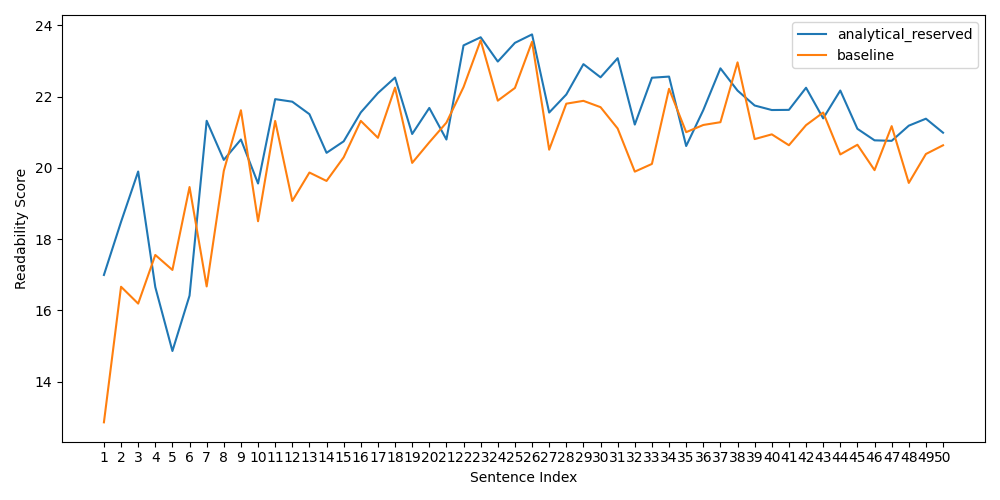 24
22
20
18
16
14
Readability Score
analytical_reserved
baseline
1 2 3 4 5 6 7 8 9 10 11 12 13 14 15 16 17 18 19 20 21 22 23 24 25 26 27 28 29 30 31 32 33 34 35 36 37 38 39 40 41 42 43 44 45 46 47 48 49 50
Sentence Index